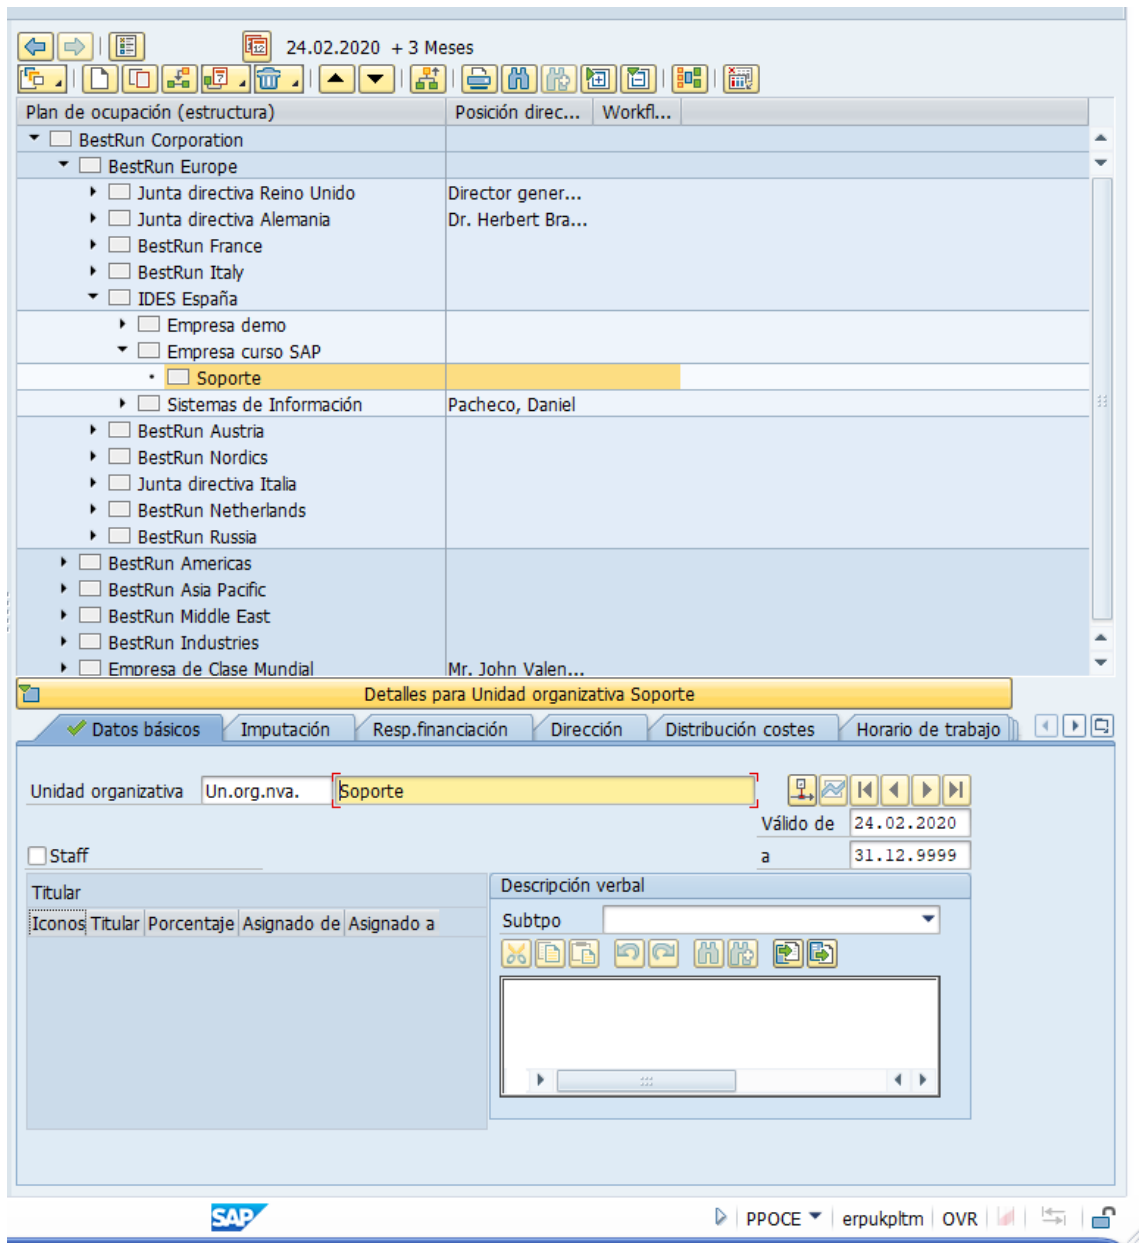 24.02.2020 + 3 Meses
Plan de ocupación (estructura) Posición direc... Workfl...
BestRun Corporation
BestRun Europe
Junta directiva Reino Unido Director gener...
Junta directiva Alemania Dr. Herbert Bra...
BestRun France
BestRun Italy
IDES España
Empresa demo
Empresa curso SAP
Soporte
Sistemas de Información Pacheco, Daniel
BestRun Austria
BestRun Nordics
Junta directiva Italia
BestRun Netherlands
BestRun Russia
BestRun Americas
BestRun Asia Pacific
BestRun Middle East
BestRun Industries
Empresa de Clase Mundial Mr. John Valen...
Detalles para Unidad organizativa Soporte
Datos básicos Imputación Resp.financiación Dirección Distribución costes Horario de trabajo
Unidad organizativa Un.org.nva. Soporte
Válido de 24.02.2020
Staff a 31.12.9999
Titular Descripción verbal
Iconos Titular Porcentaje Asignado de Asignado a Subtpo
SAP PPOCE erpukpltm OVR